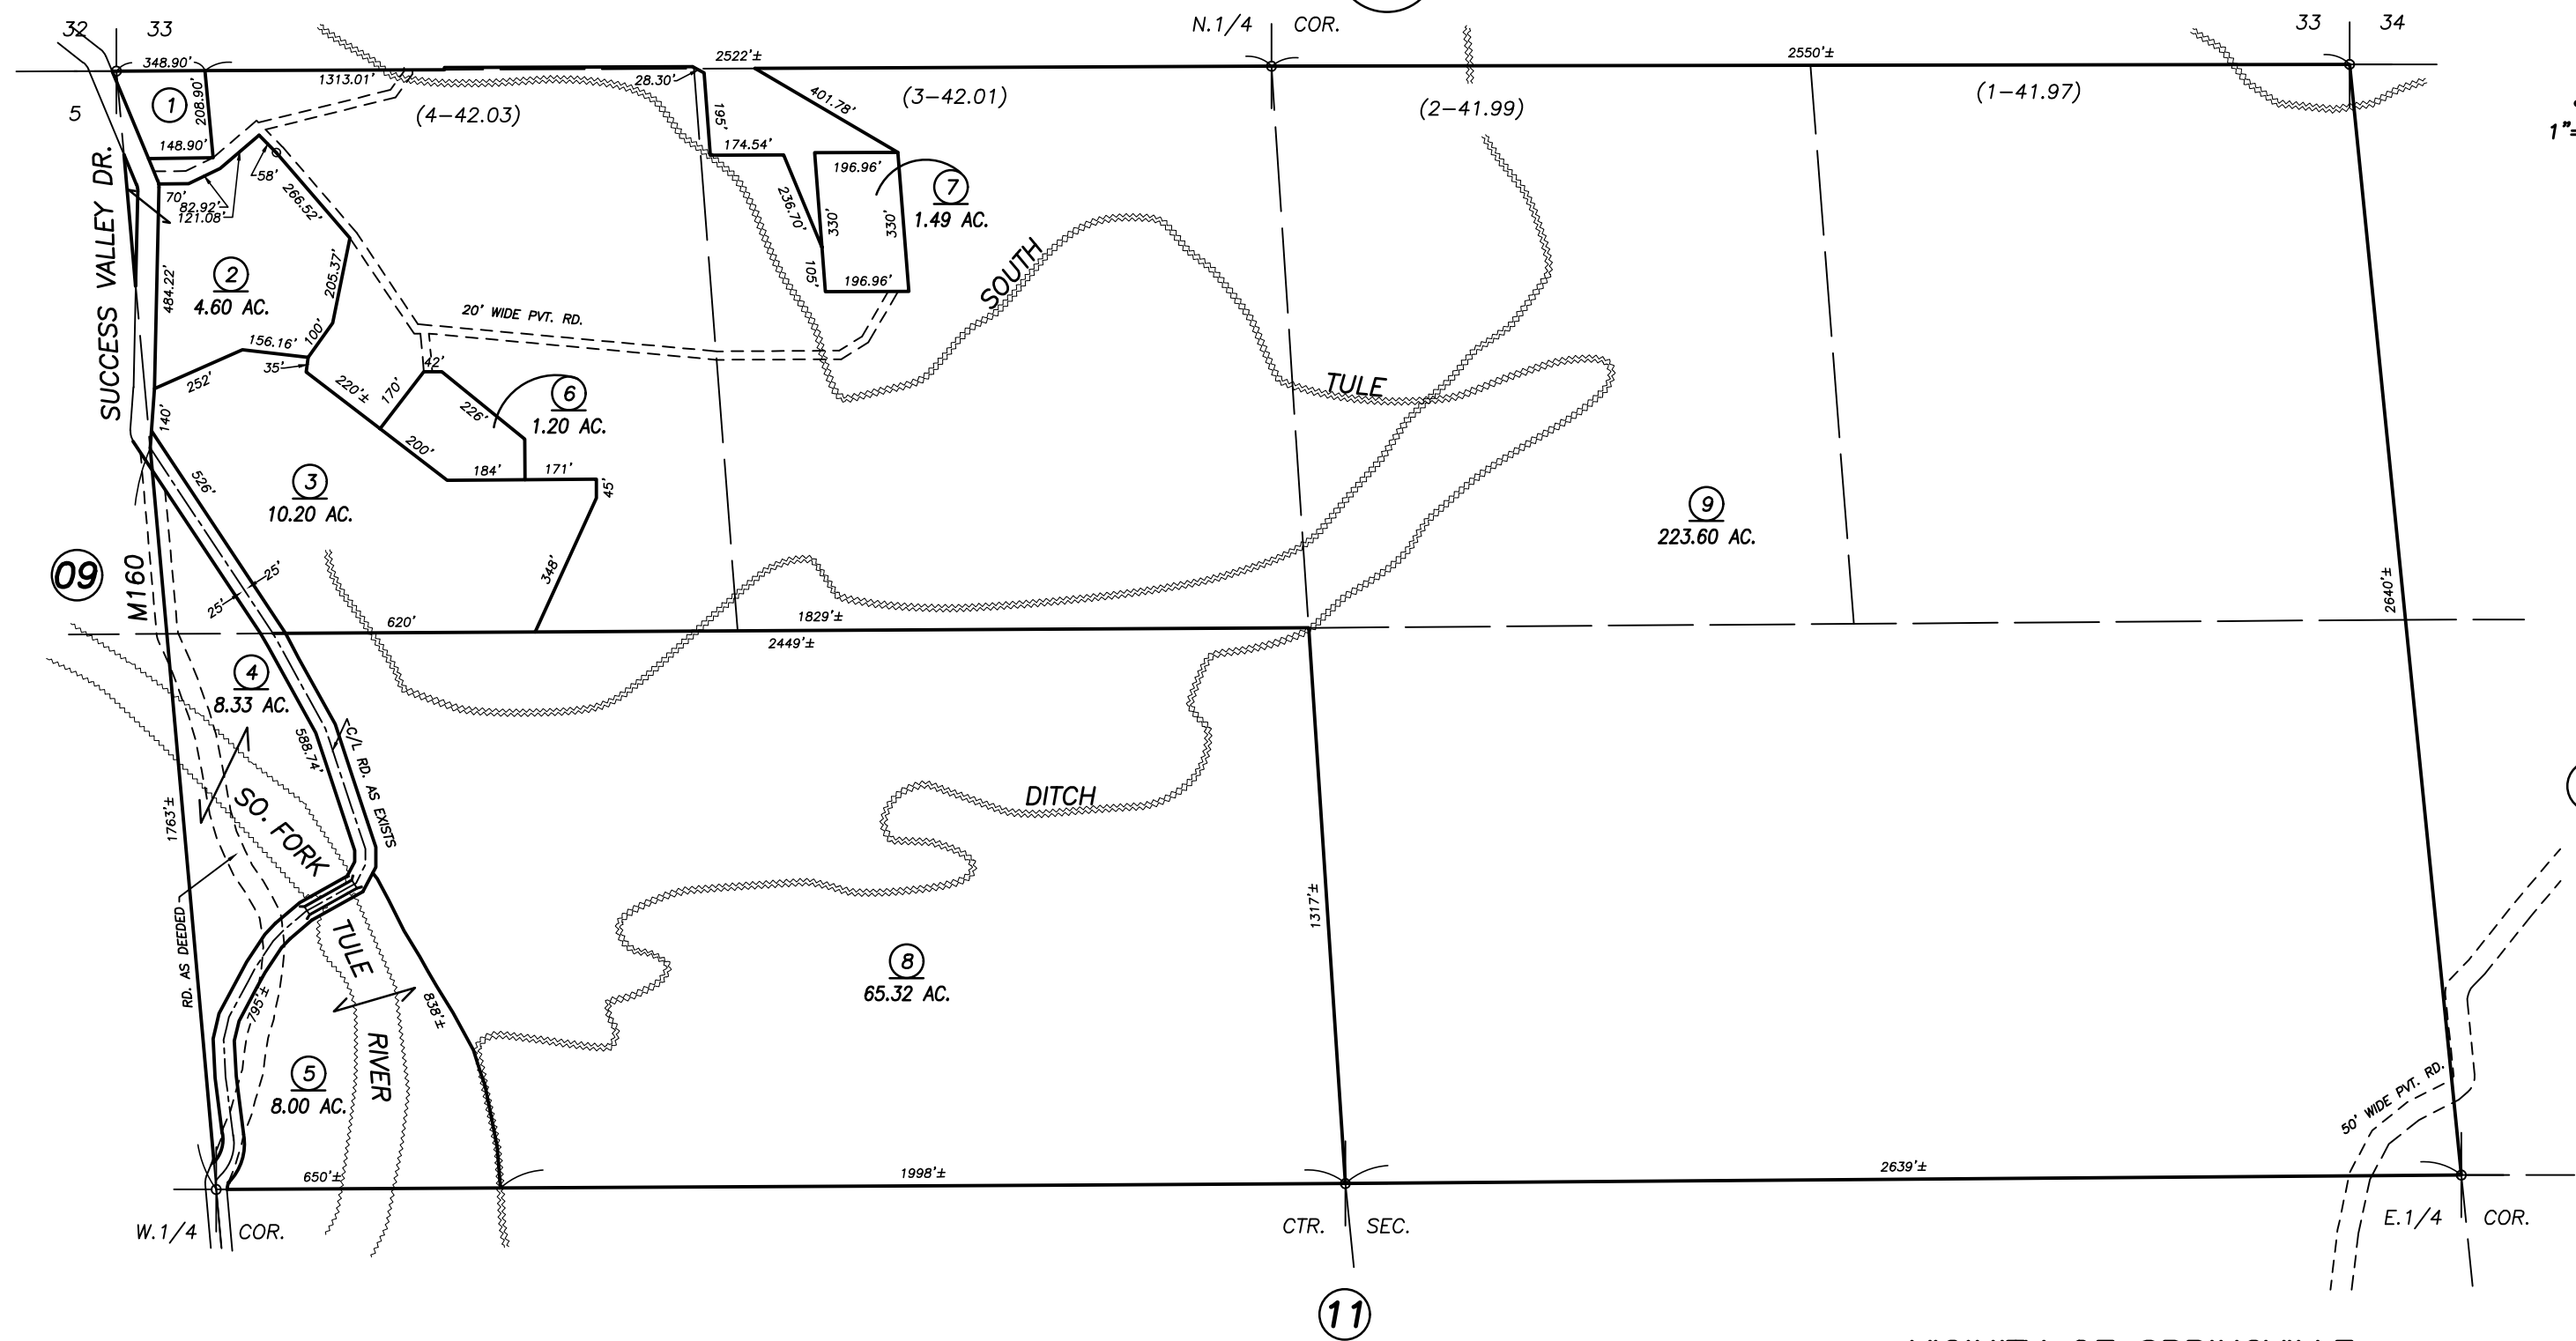 32 33
N.1/4 COR.
33 34
348.90'
2522'±
2550'±
1313.01'
28.30'
208.90'
1
(4-42.03)
195'
401.78'
(3-42.01)
(2-41.99)
(1-41.97)
1"=
5
148.90'
174.54'
196.96'
7
1.49 AC.
SUCCESS VALLEY DR.
70'
82.92'
121.08'
58'
266.52'
236.70'
330'
330'
2
4.60 AC.
484.22'
205.37'
105'
196.96'
SOUTH
20' WIDE PVT. RD.
100'
156.16'
35'
252'
42'
220'±
170'
6
1.20 AC.
226'
TULE
140'
200'
184'
171'
45'
526'
3
10.20 AC.
9
223.60 AC.
09
M160
25'
25'
348'
2640'±
620'
1829'±
2449'±
4
8.33 AC.
588.74'
C/L RD. AS EXISTS
SO. FORK
DITCH
1763'±
RD. AS DEEDED
TULE
1317'±
8
65.32 AC.
795'±
838'±
RIVER
5
8.00 AC.
50' WIDE PVT. RD.
650'±
1998'±
2639'±
W.1/4 COR.
CTR. SEC.
E.1/4 COR.
11